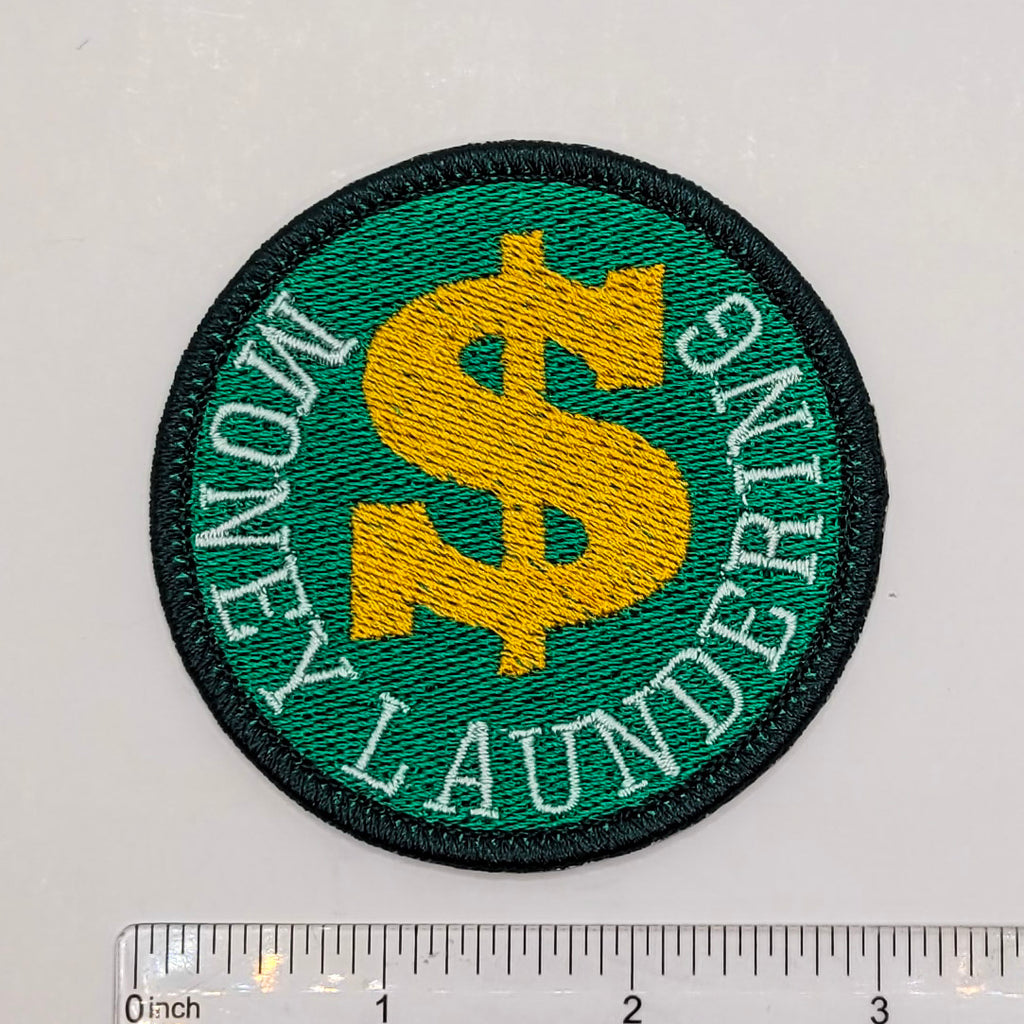 $
MONEY LAUNDERING
0 inch 1 2 3